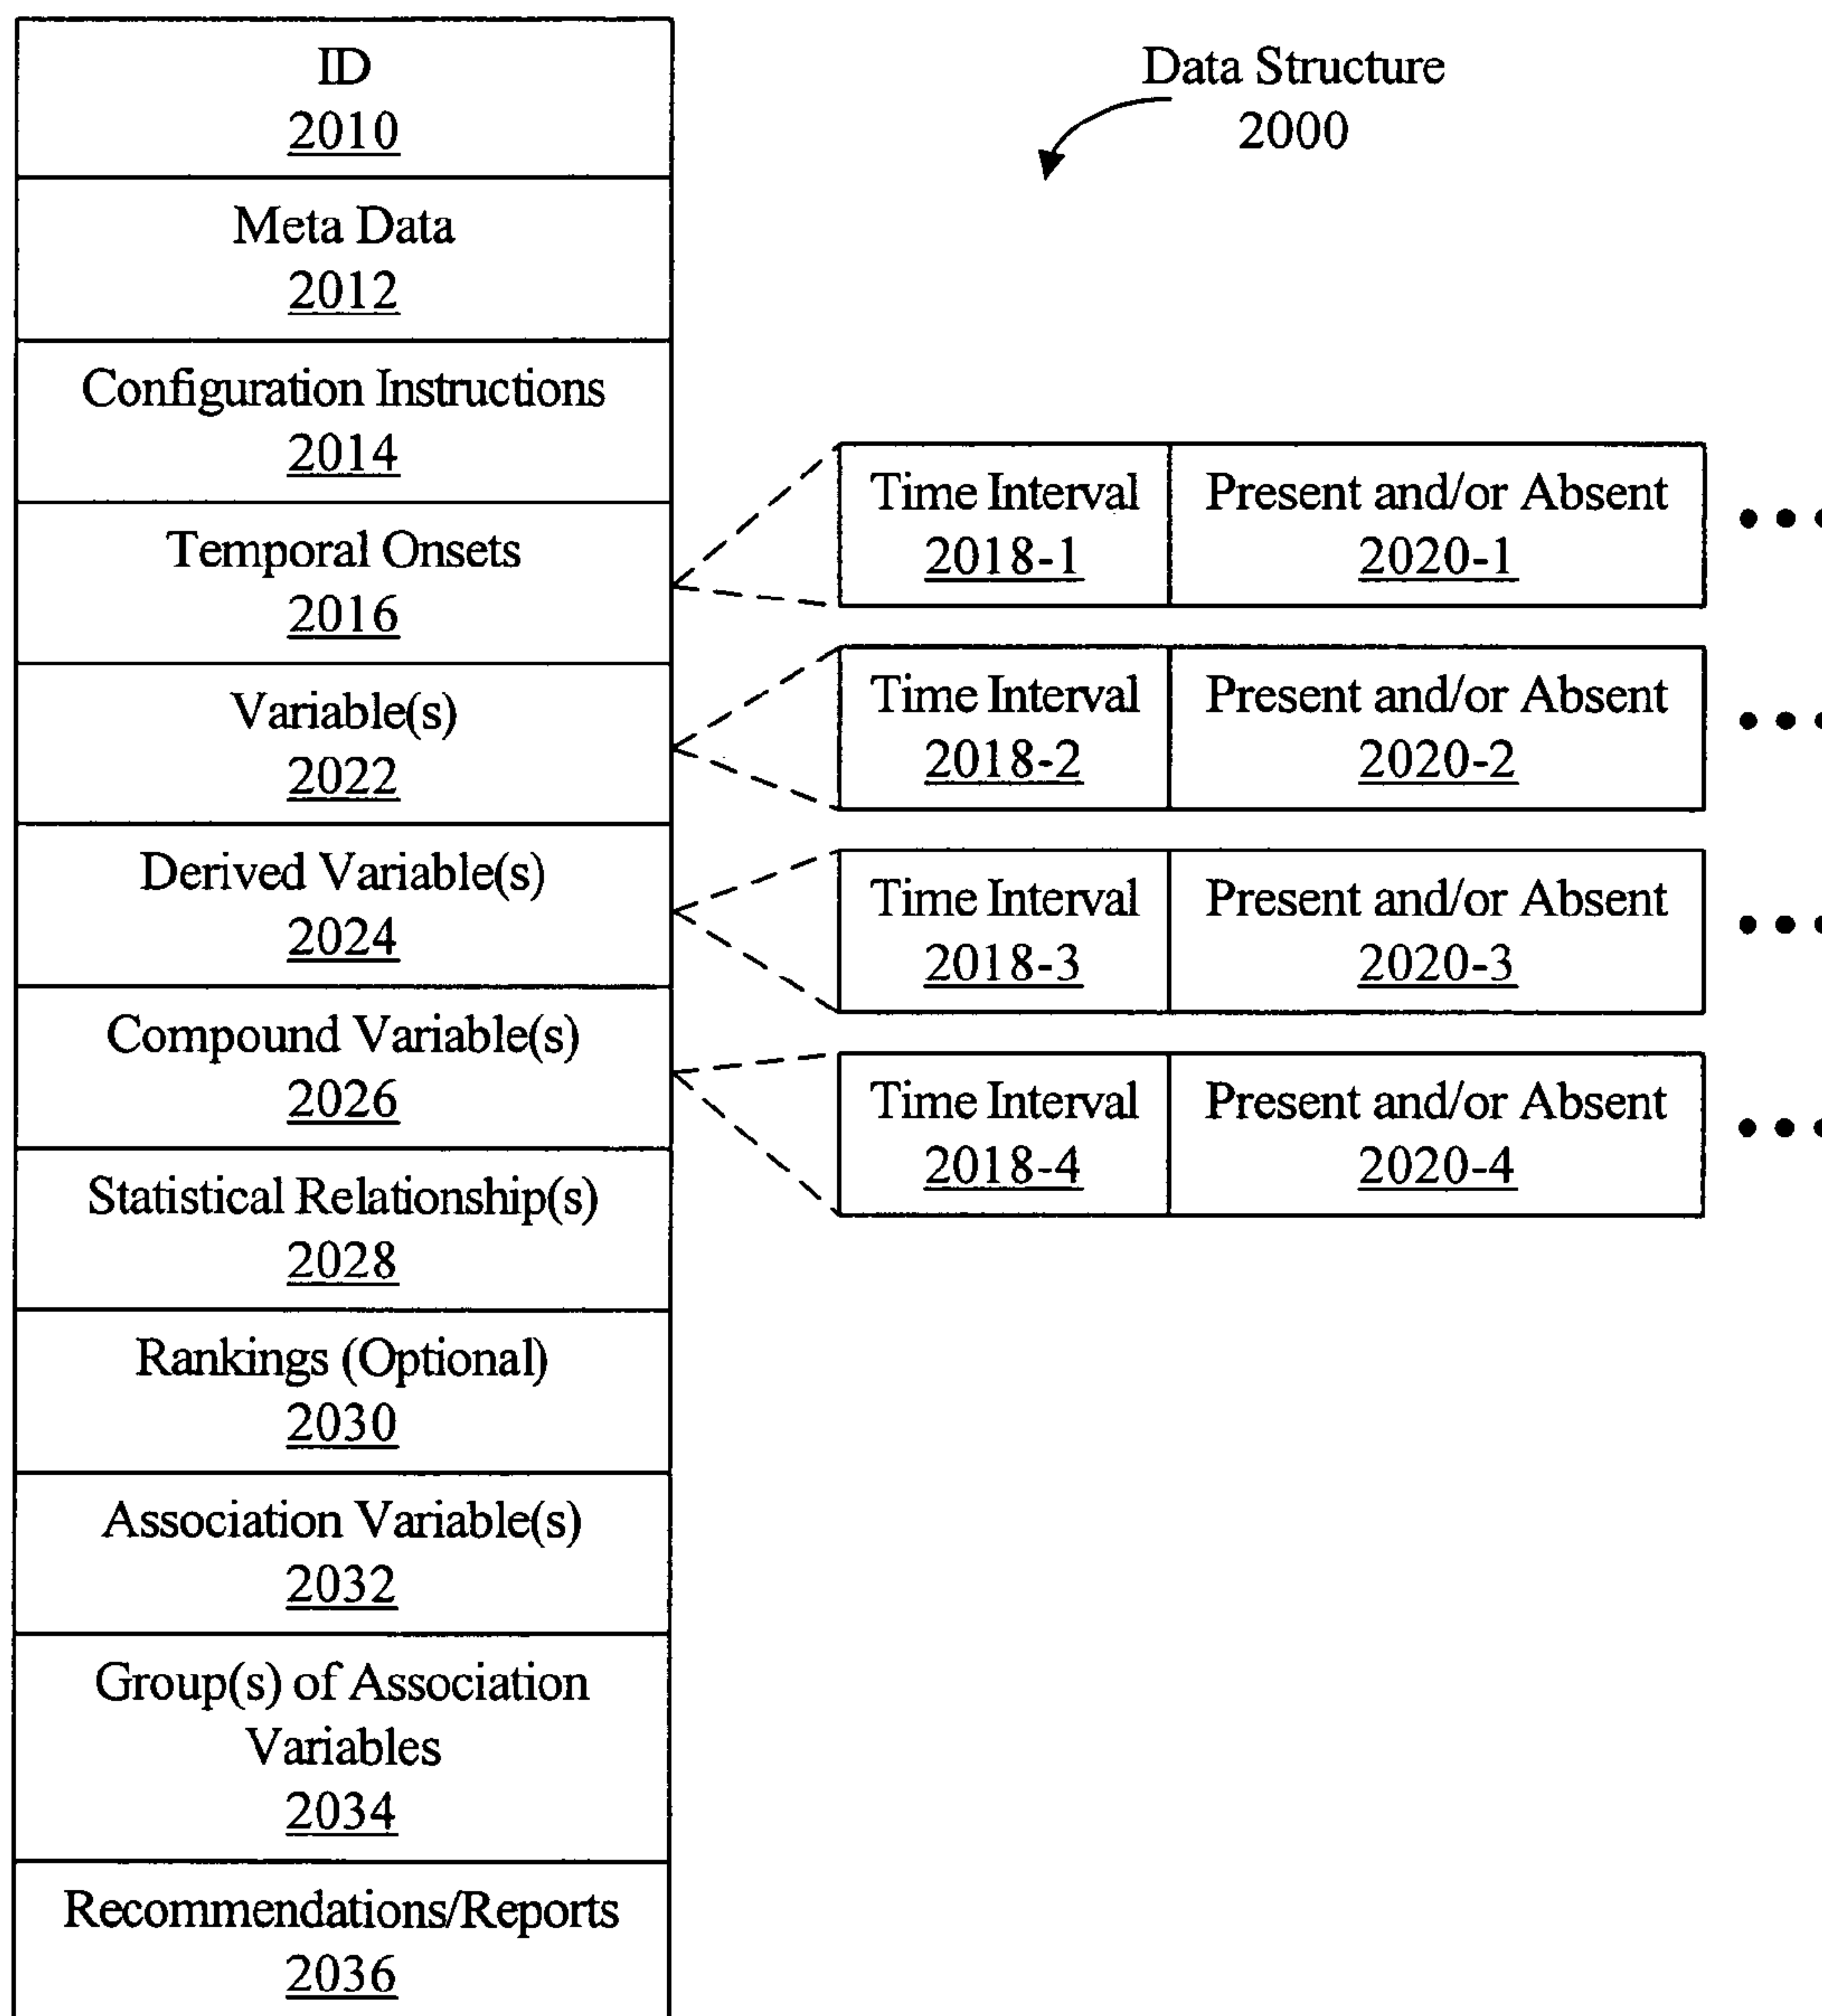 ID
2010
Meta Data
2012
Configuration Instructions
2014
Temporal Onsets
2016
Variable(s)
2022
Derived Variable(s)
2024
Compound Variable(s)
2026
Statistical Relationship(s)
2028
Rankings (Optional)
2030
Association Variable(s)
2032
Group(s) of Association
Variables
2034
Recommendations/Reports
2036
Data Structure
2000
Time Interval
2018-1
Present and/or Absent
2020-1
Time Interval
2018-2
Present and/or Absent
2020-2
Time Interval
2018-3
Present and/or Absent
2020-3
Time Interval
2018-4
Present and/or Absent
2020-4